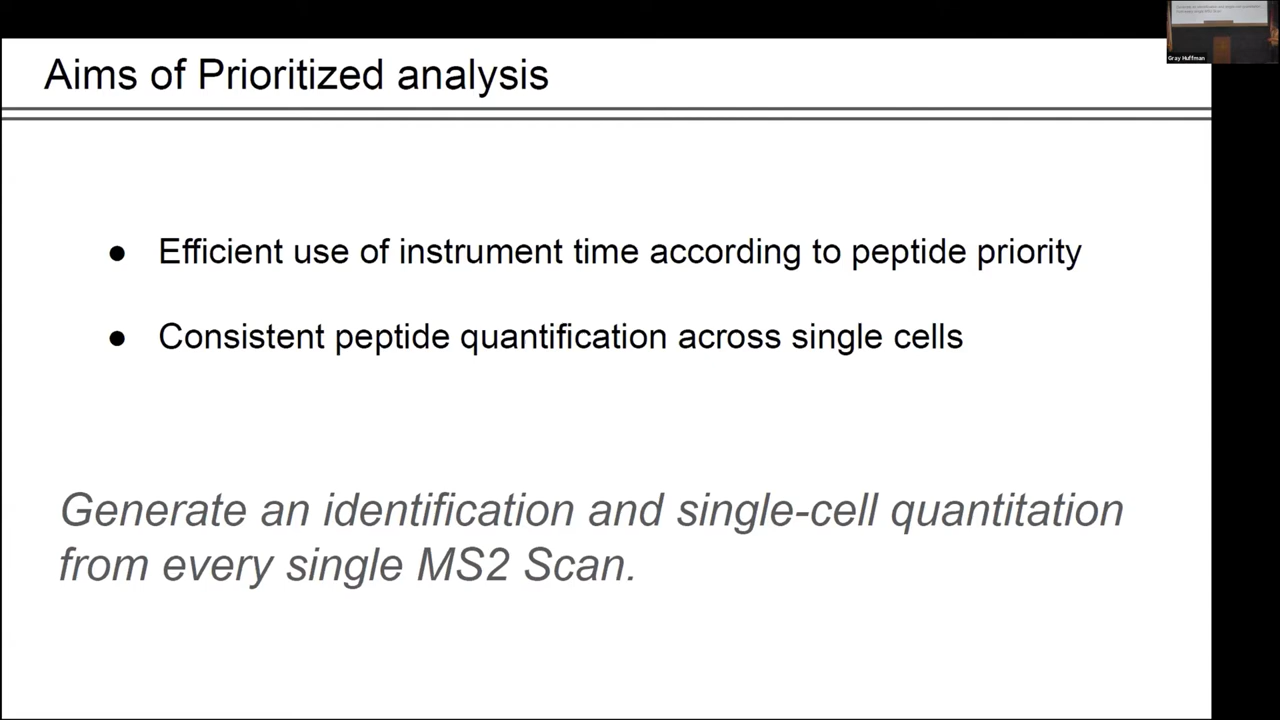 Aims of Prioritized analysis
Gray Huffman
● Efficient use of instrument time according to peptide priority
● Consistent peptide quantification across single cells
Generate an identification and single-cell quantitation
from every single MS2 Scan.